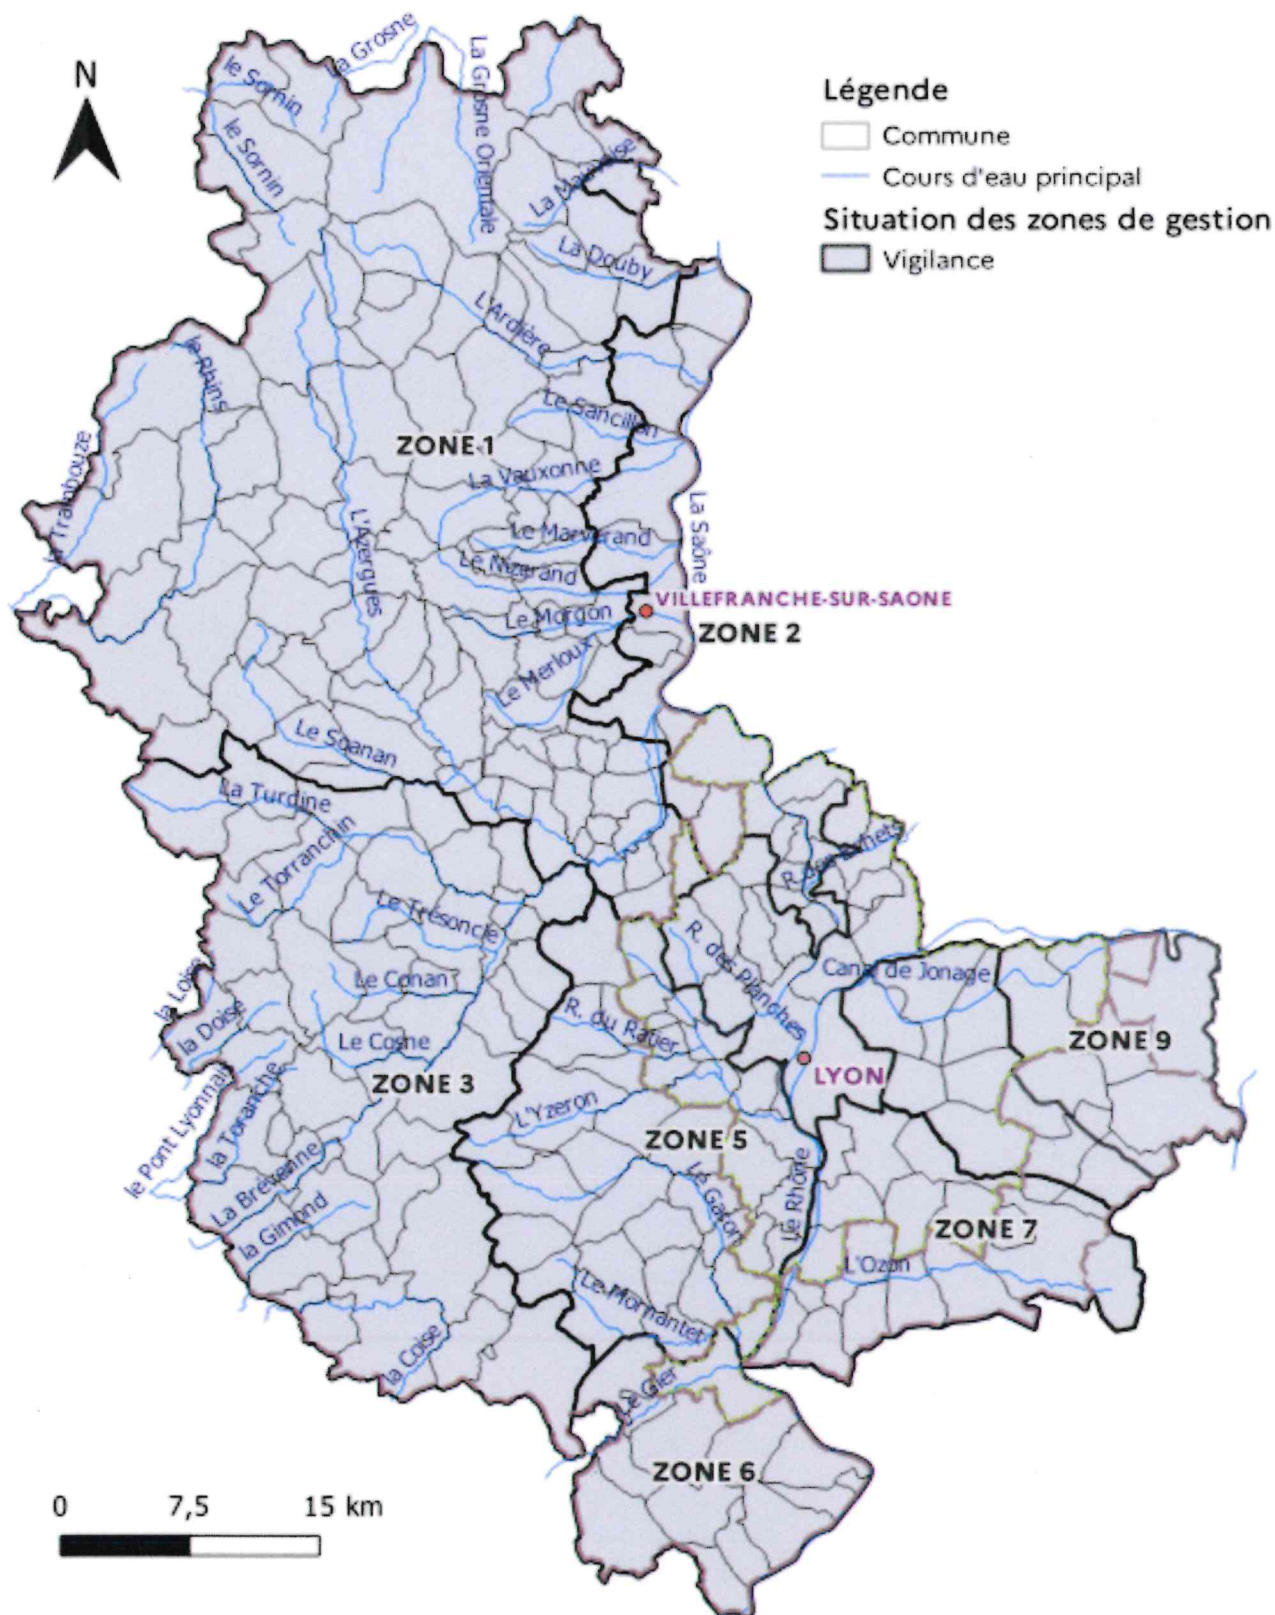 N
Légende
Commune
Cours d'eau principal
Situation des zones de gestion
Vigilance
le Sornin
La Grosne
La Grosne Orientale
le Sornin
La Mauvaise
La Douby
L'Ardière
le Rhins
Le Sancillon
ZONE 1
La Vauxonne
la Trambouze
L'Azergues
Le Marverand
La Saône
Le Nizerand
VILLEFRANCHE-SUR-SAONE
Le Morgon
ZONE 2
Le Merloux
Le Soanan
La Turdine
Le Torranchin
R. des Echets
Le Trésoncle
R. des Planches
Canal de Jonage
la Loise
Le Conan
la Doise
R. du Ratier
Le Cosne
ZONE 9
ZONE 3
LYON
le Pont Lyonnais
la Toranche
L'Yzeron
ZONE 5
La Brevenne
Le Garon
Le Rhône
la Gimond
ZONE 7
L'Ozon
Le Mornantet
la Coise
Le Gier
ZONE 6
0 7,5 15 km